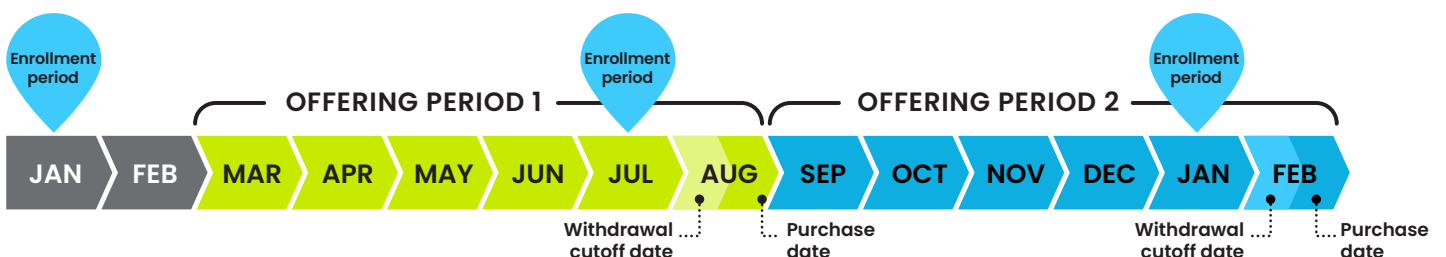 Enrollment
period
Enrollment
period
Enrollment
period
OFFERING PERIOD 1
OFFERING PERIOD 2
JAN
FEB
MAR
APR
MAY
JUN
JUL
AUG
SEP
OCT
NOV
DEC
JAN
FEB
Withdrawal
cutoff date
Purchase
date
Withdrawal
cutoff date
Purchase
date